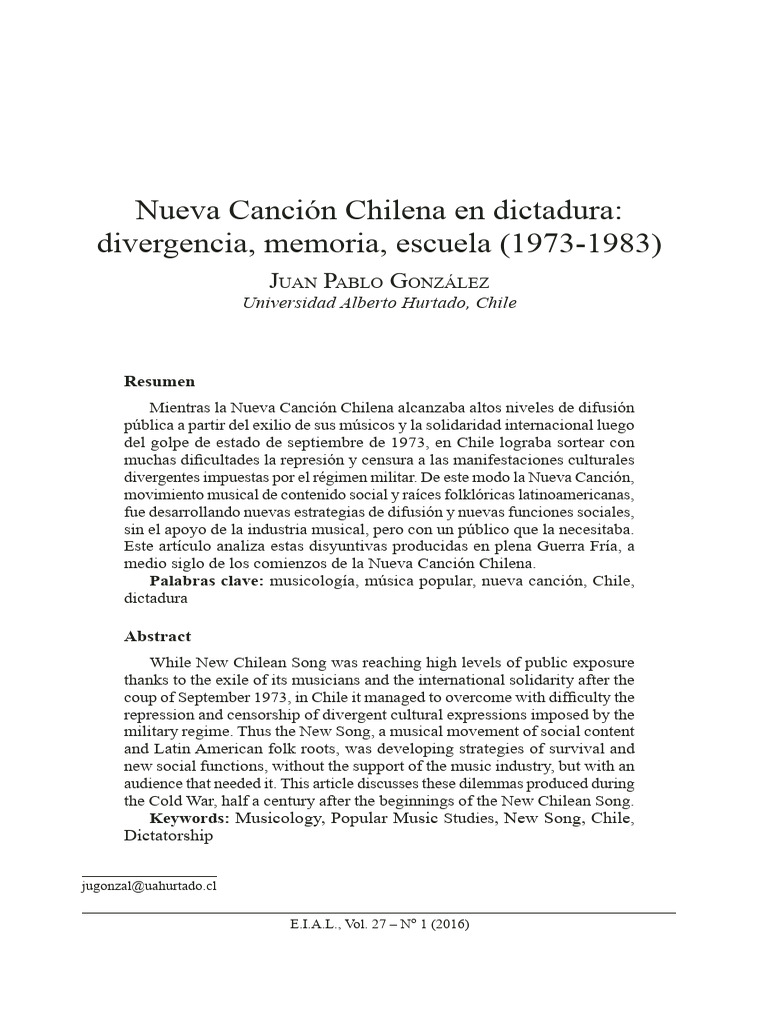 Nueva Canción Chilena en dictadura:
divergencia, memoria, escuela (1973-1983)
Juan Pablo González
Universidad Alberto Hurtado, Chile
Resumen
Mientras la Nueva Canción Chilena alcanzaba altos niveles de difusión
pública a partir del exilio de sus músicos y la solidaridad internacional luego
del golpe de estado de septiembre de 1973, en Chile lograba sortear con
muchas dificultades la represión y censura a las manifestaciones culturales
divergentes impuestas por el régimen militar. De este modo la Nueva Canción,
movimiento musical de contenido social y raíces folklóricas latinoamericanas,
fue desarrollando nuevas estrategias de difusión y nuevas funciones sociales,
sin el apoyo de la industria musical, pero con un público que la necesitaba.
Este artículo analiza estas disyuntivas producidas en plena Guerra Fría, a
medio siglo de los comienzos de la Nueva Canción Chilena.
Palabras clave: musicología, música popular, nueva canción, Chile,
dictadura
Abstract
While New Chilean Song was reaching high levels of public exposure
thanks to the exile of its musicians and the international solidarity after the
coup of September 1973, in Chile it managed to overcome with difficulty the
repression and censorship of divergent cultural expressions imposed by the
military regime. Thus the New Song, a musical movement of social content
and Latin American folk roots, was developing strategies of survival and
new social functions, without the support of the music industry, but with an
audience that needed it. This article discusses these dilemmas produced during
the Cold War, half a century after the beginnings of the New Chilean Song.
Keywords: Musicology, Popular Music Studies, New Song, Chile,
Dictatorship
jugonzal@uahurtado.cl
E.I.A.L., Vol. 27 – Nº 1 (2016)